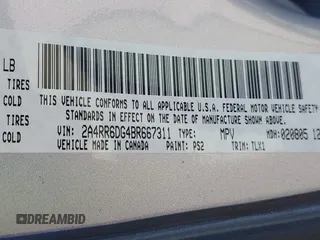 LB
TIRES
COLD
TIRES
COLD
THIS VEHICLE CONFORMS TO ALL APPLICABLE U.S.A. FEDERAL MOTOR VEHICLE SAFETY
STANDARDS IN EFFECT ON THE DATE OF MANUFACTURE SHOWN ABOVE.
VIN: 2A4RR6DG4BR667311 TYPE: MPV MDH: 020805 12
VEHICLE MADE IN CANADA PAINT: PS2 TRIM: TLX1
DREAMBID